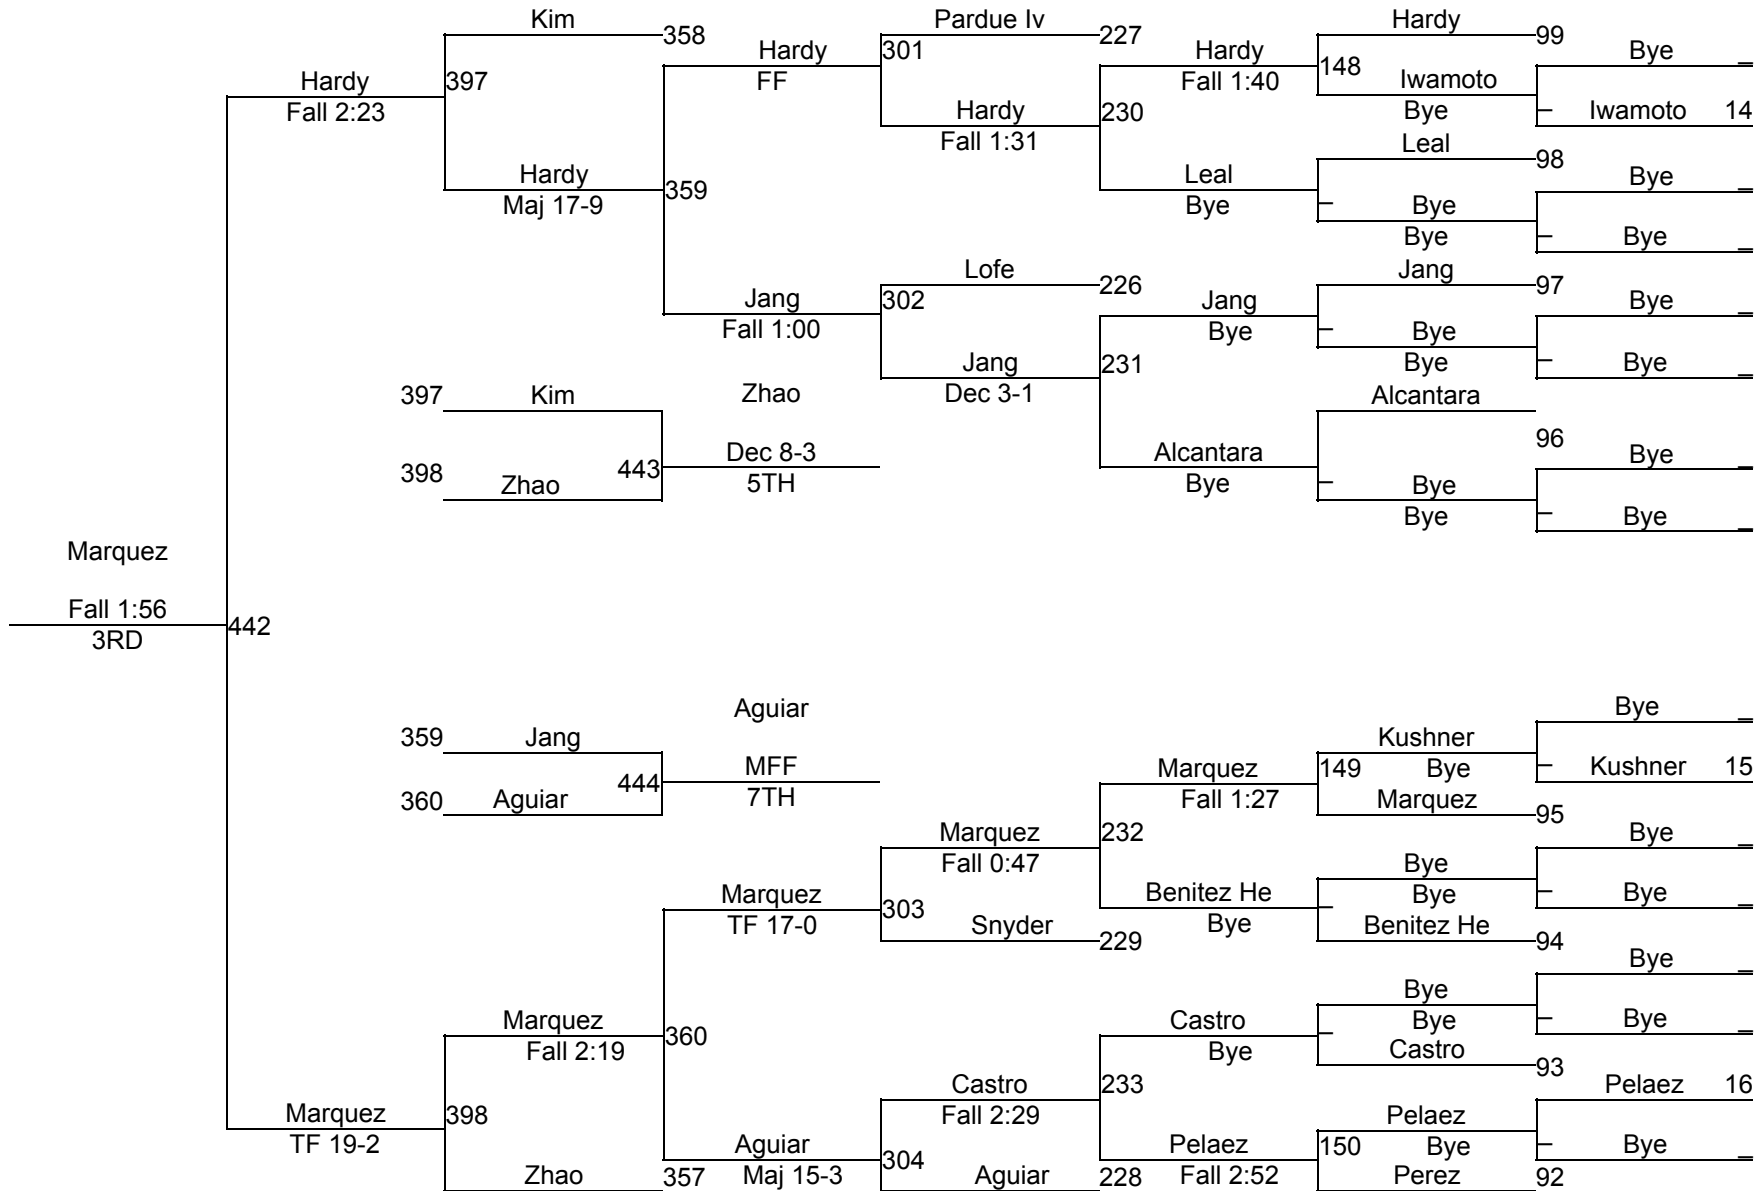 Kim
358
Pardue Iv
227
Hardy
99
Hardy
FF
301
Hardy
Fall 1:40
148
Iwamoto
Bye
Bye
Hardy
Fall 2:23
397
Hardy
Fall 1:31
230
Iwamoto 14
Leal
98
Hardy
Maj 17-9
359
Leal
Bye
Bye
Bye
Bye
Bye
Lofe
226
Jang
97
Jang
Fall 1:00
302
Jang
Bye
Bye
Bye
Bye
Bye
Jang
Dec 3-1
231
397
Kim
Zhao
Alcantara
96
398
Zhao
443
Dec 8-3
5TH
Alcantara
Bye
Bye
Bye
Bye
Bye
Marquez
Fall 1:56
3RD
442
Aguiar
Bye
359
Jang
Kushner
Bye
444
MFF
7TH
Marquez
Fall 1:27
149
Kushner 15
360
Aguiar
Marquez
95
Marquez
Fall 0:47
232
Bye
Bye
Bye
Bye
Marquez
TF 17-0
303
Benitez He
Bye
Snyder
229
Benitez He
94
Bye
Bye
Bye
Bye
Marquez
Fall 2:19
360
Castro
Bye
Castro
93
Castro
Fall 2:29
233
Pelaez 16
Marquez
TF 19-2
398
Pelaez
Bye
Bye
Aguiar
Maj 15-3
304
Pelaez
Fall 2:52
150
Zhao
357
Aguiar
228
Perez
92